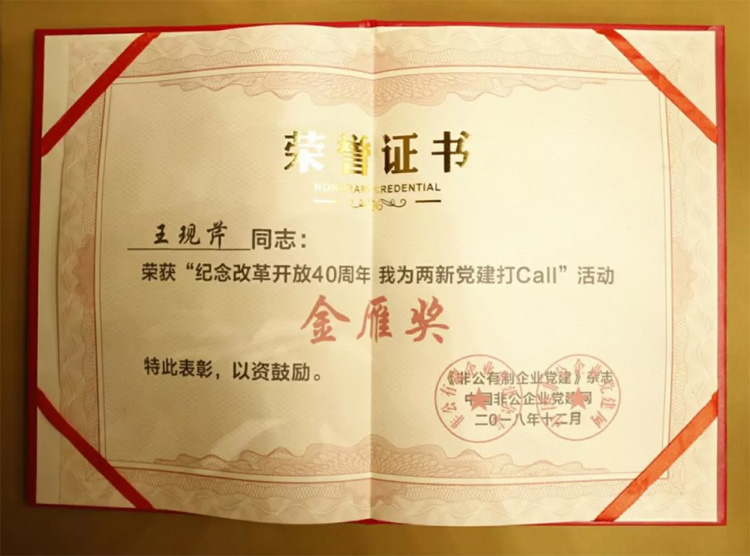 荣誉证书
HONORARY CREDENTIAL
王现芹 同志：
荣获“纪念改革开放40周年 我为两新党建打Call”活动
金雁奖
特此表彰，以资鼓励。
《非公有制企业党建》杂志
中国非公企业党建网
二〇一八年十二月